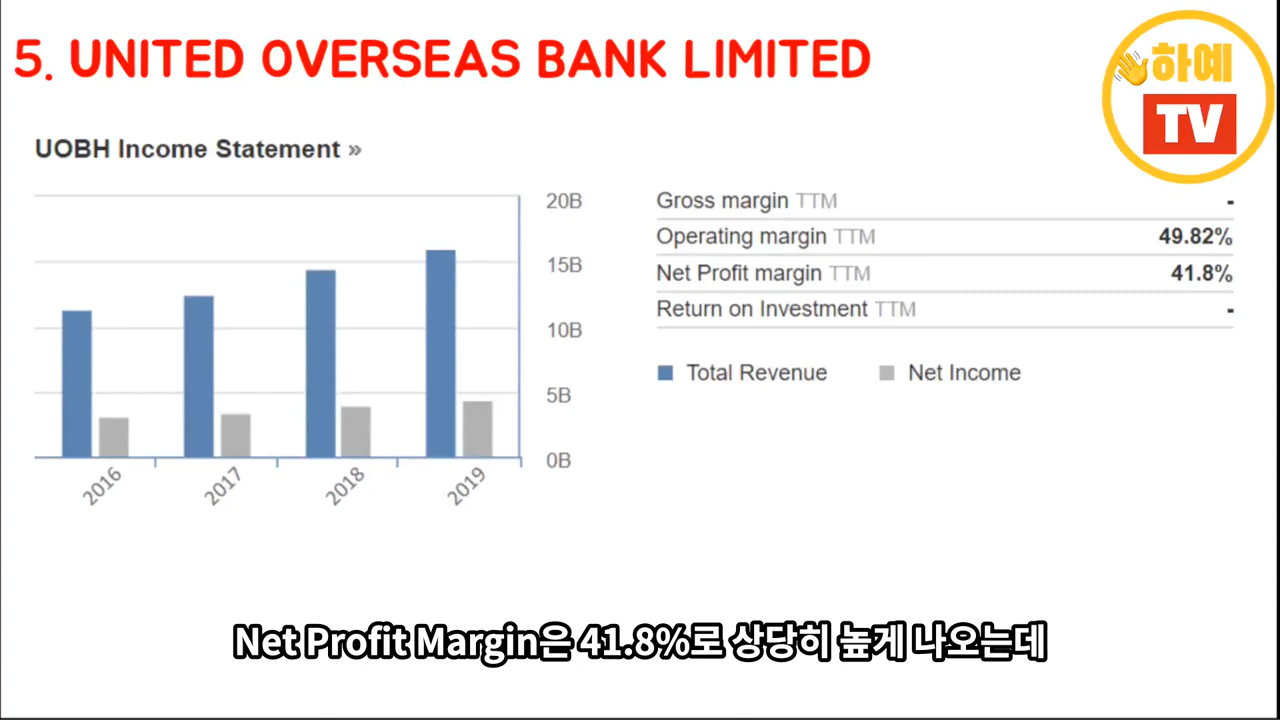 5. UNITED OVERSEAS BANK LIMITED
👋하예
TV
UOBH Income Statement »
20B
15B
10B
5B
0B
2016
2017
2018
2019
Gross margin TTM -
Operating margin TTM 49.82%
Net Profit margin TTM 41.8%
Return on Investment TTM -
Total Revenue Net Income
Net Profit Margin은 41.8%로 상당히 높게 나오는데